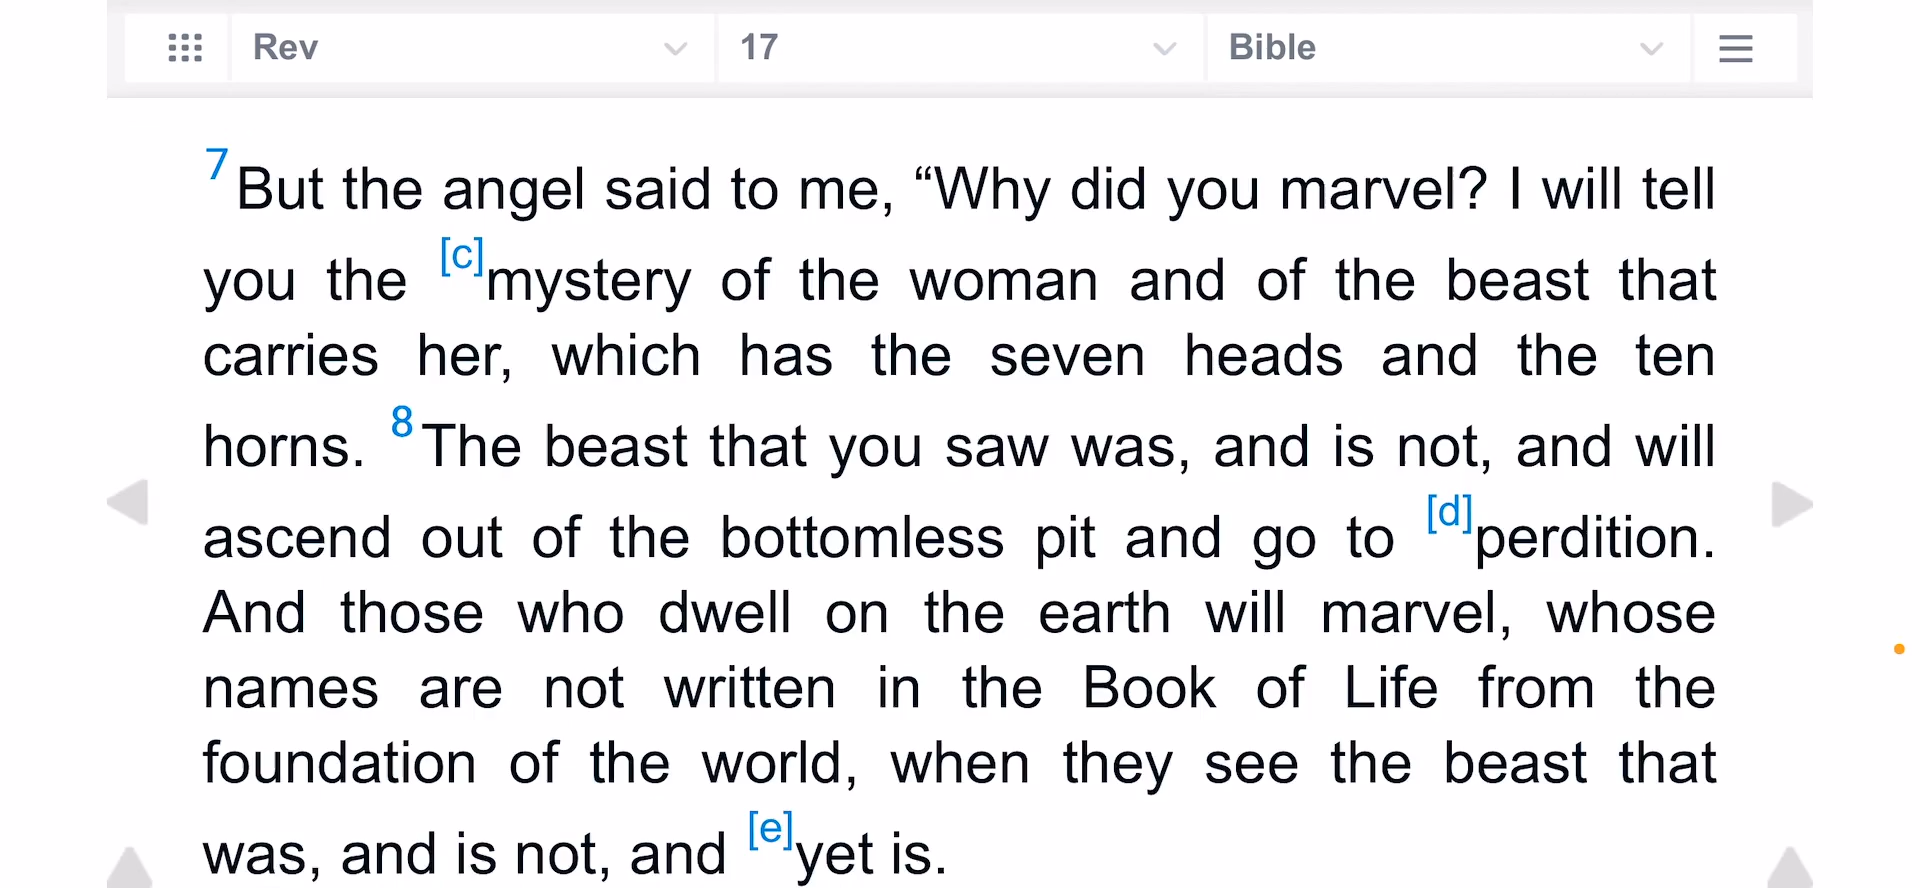 Rev 17 Bible
7 But the angel said to me, “Why did you marvel? I will tell
you the [c]mystery of the woman and of the beast that
carries her, which has the seven heads and the ten
horns. 8 The beast that you saw was, and is not, and will
ascend out of the bottomless pit and go to [d]perdition.
And those who dwell on the earth will marvel, whose
names are not written in the Book of Life from the
foundation of the world, when they see the beast that
was, and is not, and [e]yet is.